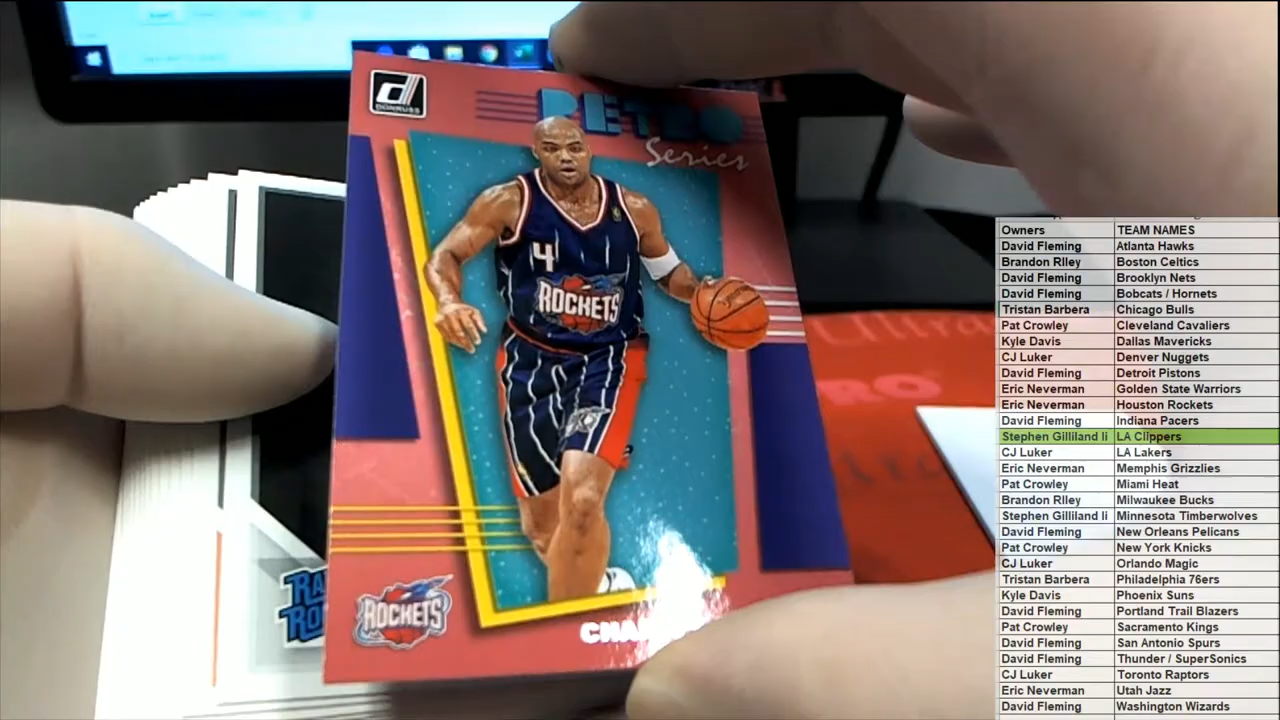 d
DONRUSS
RETRO
Series
4
ROCKETS
ROCKETS
CHA
RO
Owners TEAM NAMES
David Fleming Atlanta Hawks
Brandon RIley Boston Celtics
David Fleming Brooklyn Nets
David Fleming Bobcats / Hornets
Tristan Barbera Chicago Bulls
Pat Crowley Cleveland Cavaliers
Kyle Davis Dallas Mavericks
CJ Luker Denver Nuggets
David Fleming Detroit Pistons
Eric Neverman Golden State Warriors
Eric Neverman Houston Rockets
David Fleming Indiana Pacers
Stephen Gilliland Ii LA Clippers
CJ Luker LA Lakers
Eric Neverman Memphis Grizzlies
Pat Crowley Miami Heat
Brandon RIley Milwaukee Bucks
Stephen Gilliland Ii Minnesota Timberwolves
David Fleming New Orleans Pelicans
Pat Crowley New York Knicks
CJ Luker Orlando Magic
Tristan Barbera Philadelphia 76ers
Kyle Davis Phoenix Suns
David Fleming Portland Trail Blazers
Pat Crowley Sacramento Kings
David Fleming San Antonio Spurs
David Fleming Thunder / SuperSonics
CJ Luker Toronto Raptors
Eric Neverman Utah Jazz
David Fleming Washington Wizards